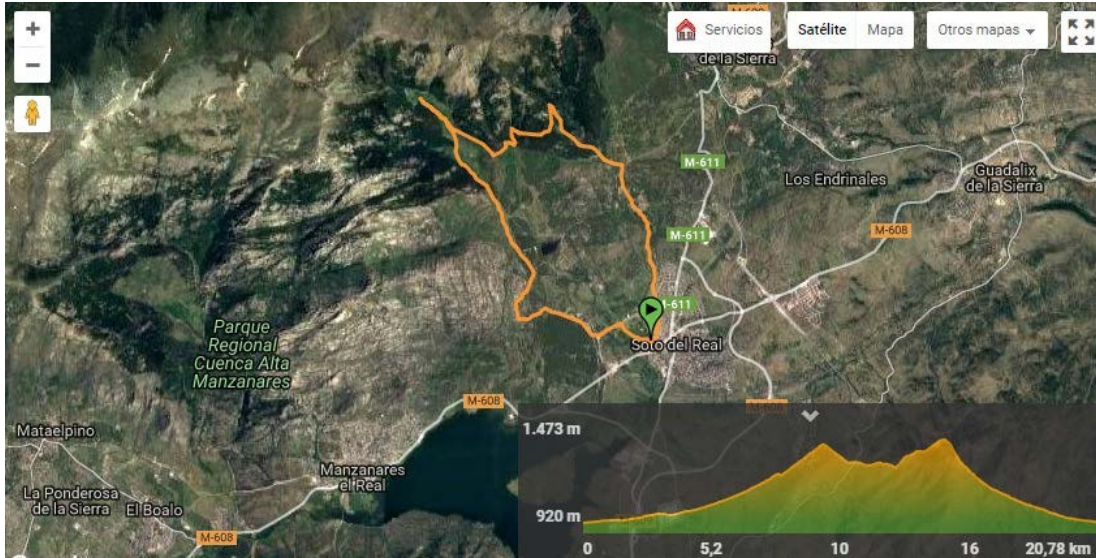 M-608
Servicios
Satélite
Mapa
Otros mapas
de la Sierra
M-611
Los Endrinales
Guadalix
de la Sierra
M-608
M-611
M-611
Parque
Regional
Cuenca Alta
Manzanares
Soto del Real
M-608
M-608
Mataelpino
Manzanares
el Real
La Ponderosa
de la Sierra
El Boalo
M-608
1.473 m
920 m
0
5,2
10
16
20,78 km